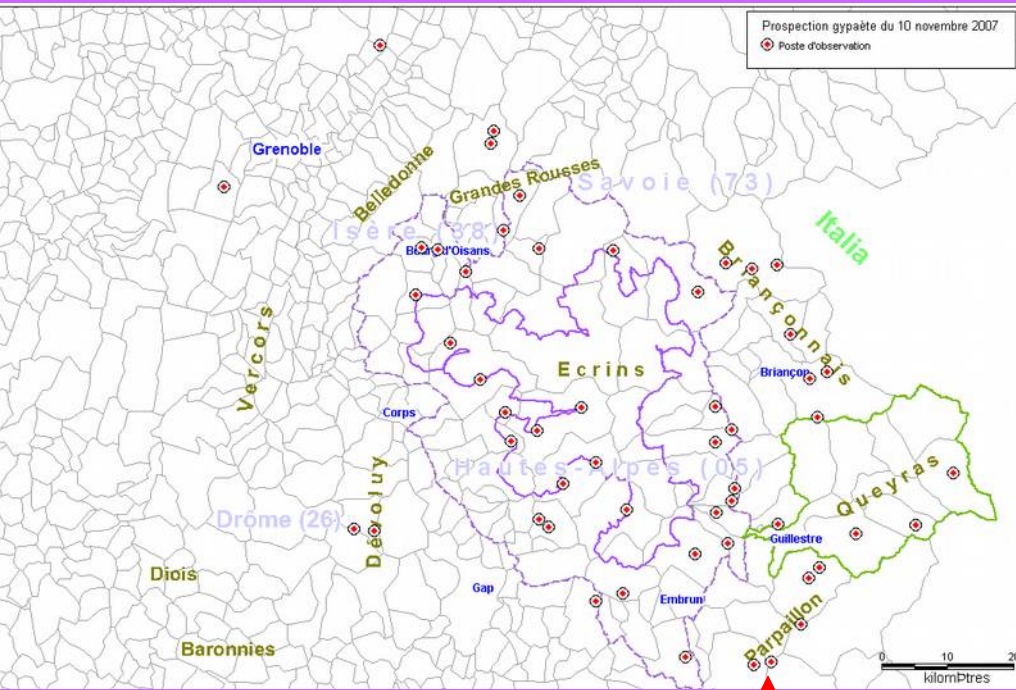 Prospection gypaète du 10 novembre 2007
Poste d'observation
Grenoble
Belledonne
Grandes Rousses
Savoie (73)
Italia
Isère (38)
Bourg d'Oisans
Briançonnais
Vercors
Ecrins
Briançon
Corps
Hautes-Alpes (05)
Queyras
Dévoluy
Drôme (26)
Guillestre
Diois
Gap
Embrun
Parpaillon
Baronnies
0 10 20
kilomÞtres